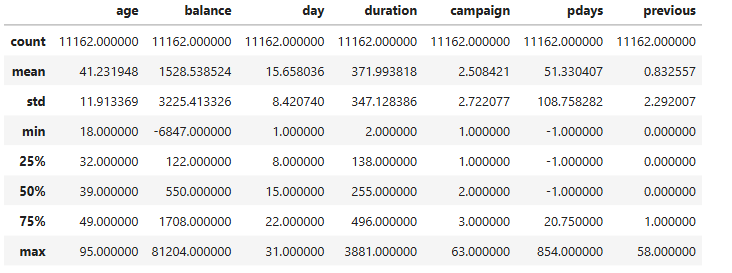 age balance day duration campaign pdays previous
count 11162.000000 11162.000000 11162.000000 11162.000000 11162.000000 11162.000000 11162.000000
mean 41.231948 1528.538524 15.658036 371.993818 2.508421 51.330407 0.832557
std 11.913369 3225.413326 8.420740 347.128386 2.722077 108.758282 2.292007
min 18.000000 -6847.000000 1.000000 2.000000 1.000000 -1.000000 0.000000
25% 32.000000 122.000000 8.000000 138.000000 1.000000 -1.000000 0.000000
50% 39.000000 550.000000 15.000000 255.000000 2.000000 -1.000000 0.000000
75% 49.000000 1708.000000 22.000000 496.000000 3.000000 20.750000 1.000000
max 95.000000 81204.000000 31.000000 3881.000000 63.000000 854.000000 58.000000